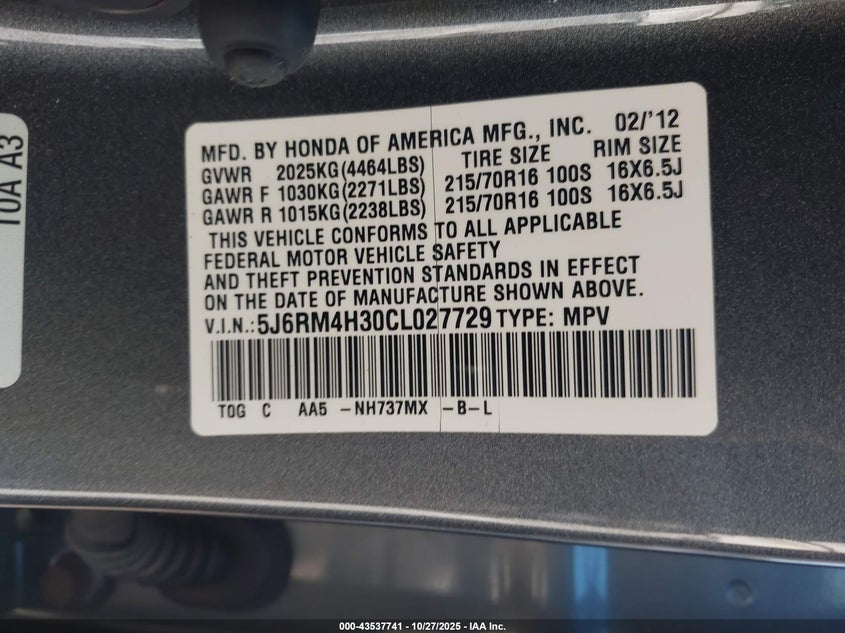 MFD. BY HONDA OF AMERICA MFG., INC. 02/'12
GVWR 2025KG(4464LBS) TIRE SIZE RIM SIZE
GAWR F 1030KG(2271LBS) 215/70R16 100S 16X6.5J
GAWR R 1015KG(2238LBS) 215/70R16 100S 16X6.5J
THIS VEHICLE CONFORMS TO ALL APPLICABLE
FEDERAL MOTOR VEHICLE SAFETY
AND THEFT PREVENTION STANDARDS IN EFFECT
ON THE DATE OF MANUFACTURE SHOWN ABOVE.
V.I.N.:5J6RM4H30CL027729 TYPE: MPV
T0G C AA5 -NH737MX -B-L
T0A A3
000-43537741 - 10/27/2025 - IAA Inc.